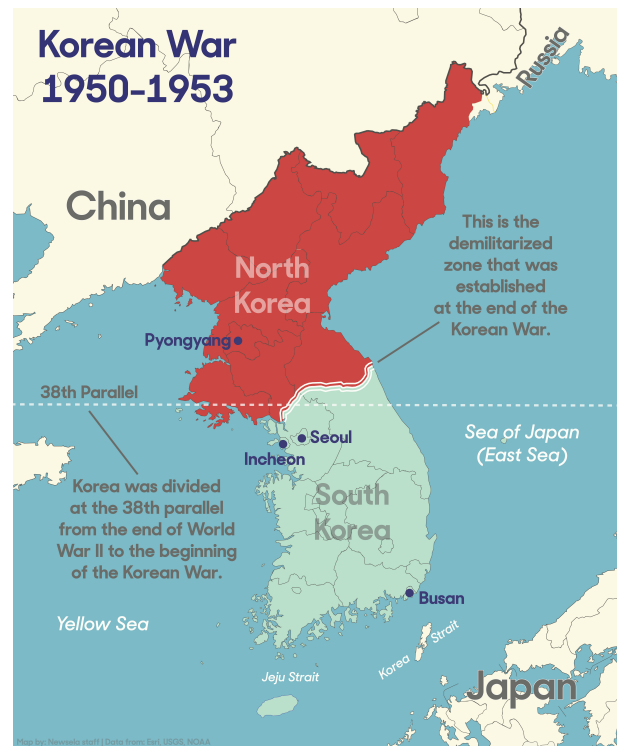 Korean War
1950-1953
Russia
China
This is the
demilitarized
zone that was
established
at the end of the
Korean War.
North
Korea
Pyongyang
38th Parallel
Sea of Japan
(East Sea)
Seoul
Incheon
Korea was divided
at the 38th parallel
from the end of World
War II to the beginning
of the Korean War.
South
Korea
Busan
Yellow Sea
Korea Strait
Jeju Strait
Japan
Map by: Newsela staff | Data from: Esri, USGS, NOAA